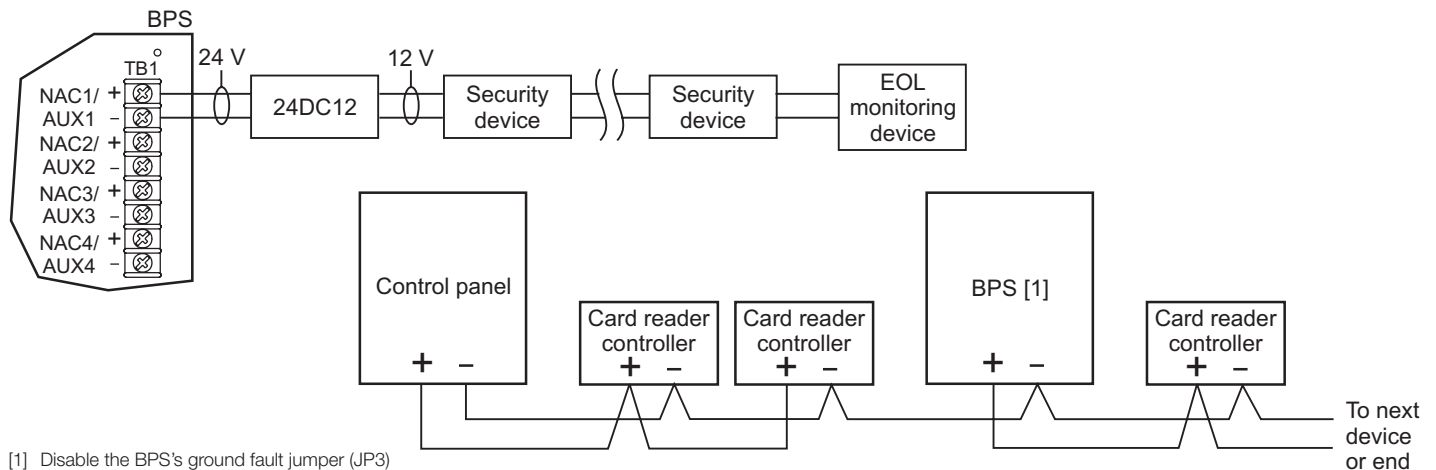 BPS
TB1
24 V
12 V
NAC1/ +
AUX1 –
NAC2/ +
AUX2 –
NAC3/ +
AUX3 –
NAC4/ +
AUX4 –
24DC12
Security
device
Security
device
EOL
monitoring
device
Control panel
+ –
Card reader
controller
+ –
Card reader
controller
+ –
BPS [1]
+ –
Card reader
controller
+ –
To next
device
or end
[1] Disable the BPS's ground fault jumper (JP3)